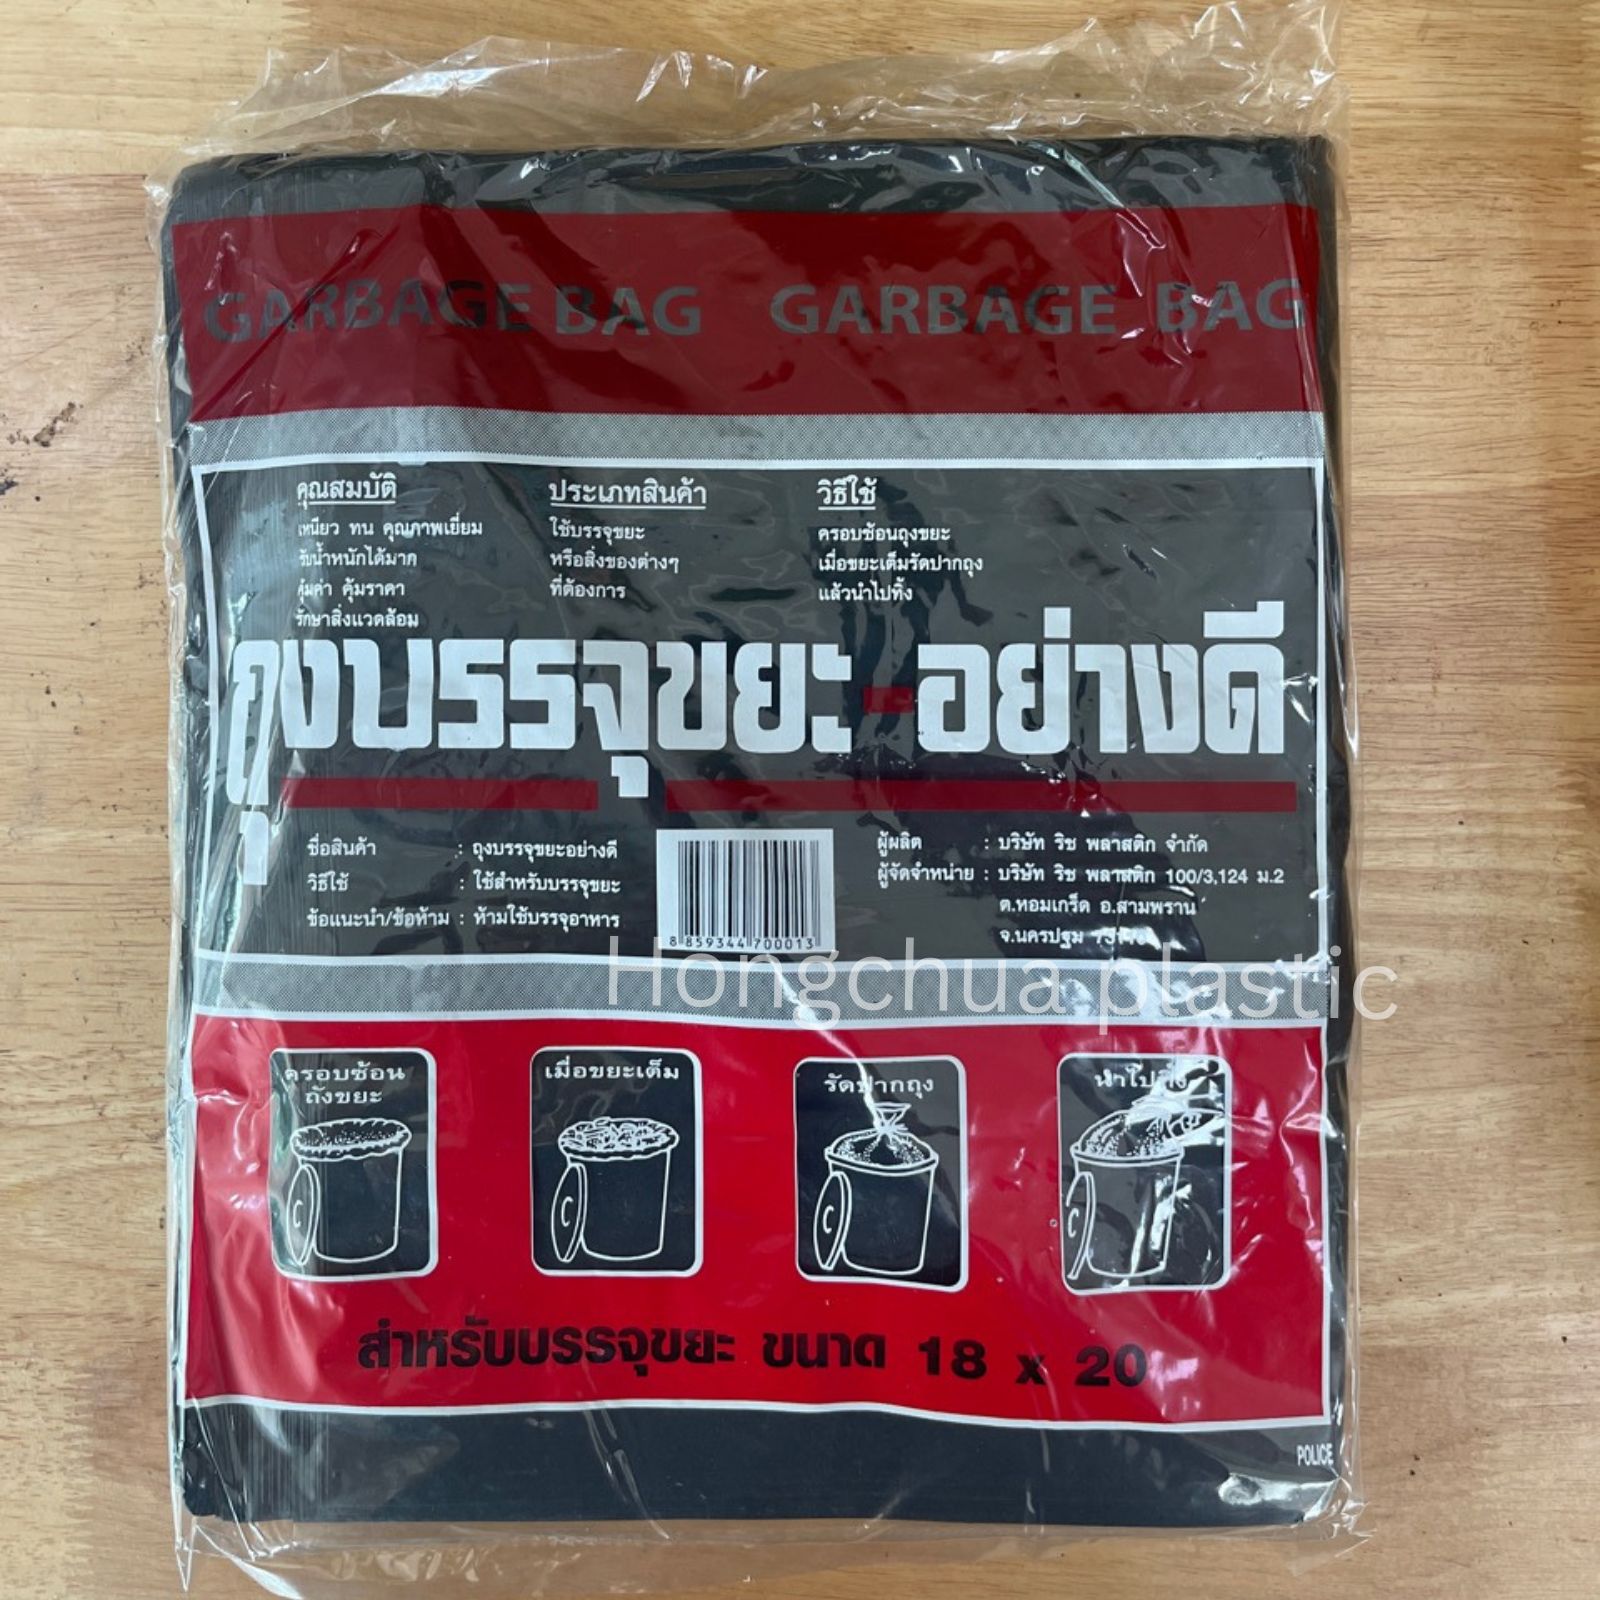 GARBAGE BAG GARBAGE BAG
คุณสมบัติ
เหนียว ทน คุณภาพเยี่ยม
รับน้ำหนักได้มาก
คุ้มค่า คุ้มราคา
รักษาสิ่งแวดล้อม
ประเภทสินค้า
ใช้บรรจุขยะ
หรือสิ่งของต่างๆ
ที่ต้องการ
วิธีใช้
ครอบซ้อนถุงขยะ
เมื่อขยะเต็มรัดปากถุง
แล้วนำไปทิ้ง
ถุงบรรจุขยะ-อย่างดี
ชื่อสินค้า : ถุงบรรจุขยะอย่างดี
วิธีใช้ : ใช้สำหรับบรรจุขยะ
ข้อแนะนำ/ข้อห้าม : ห้ามใช้บรรจุอาหาร
8 859344 700013
ผู้ผลิต : บริษัท ริช พลาสติก จำกัด
ผู้จัดจำหน่าย : บริษัท ริช พลาสติก 100/3,124 ม.2
ต.หอมเกร็ด อ.สามพราน
จ.นครปฐม
Hongchua plastic
ครอบซ้อน
ถังขยะ
เมื่อขยะเต็ม
รัดปากถุง
นำไปทิ้ง
สำหรับบรรจุขยะ ขนาด 18 x 20
POLICE